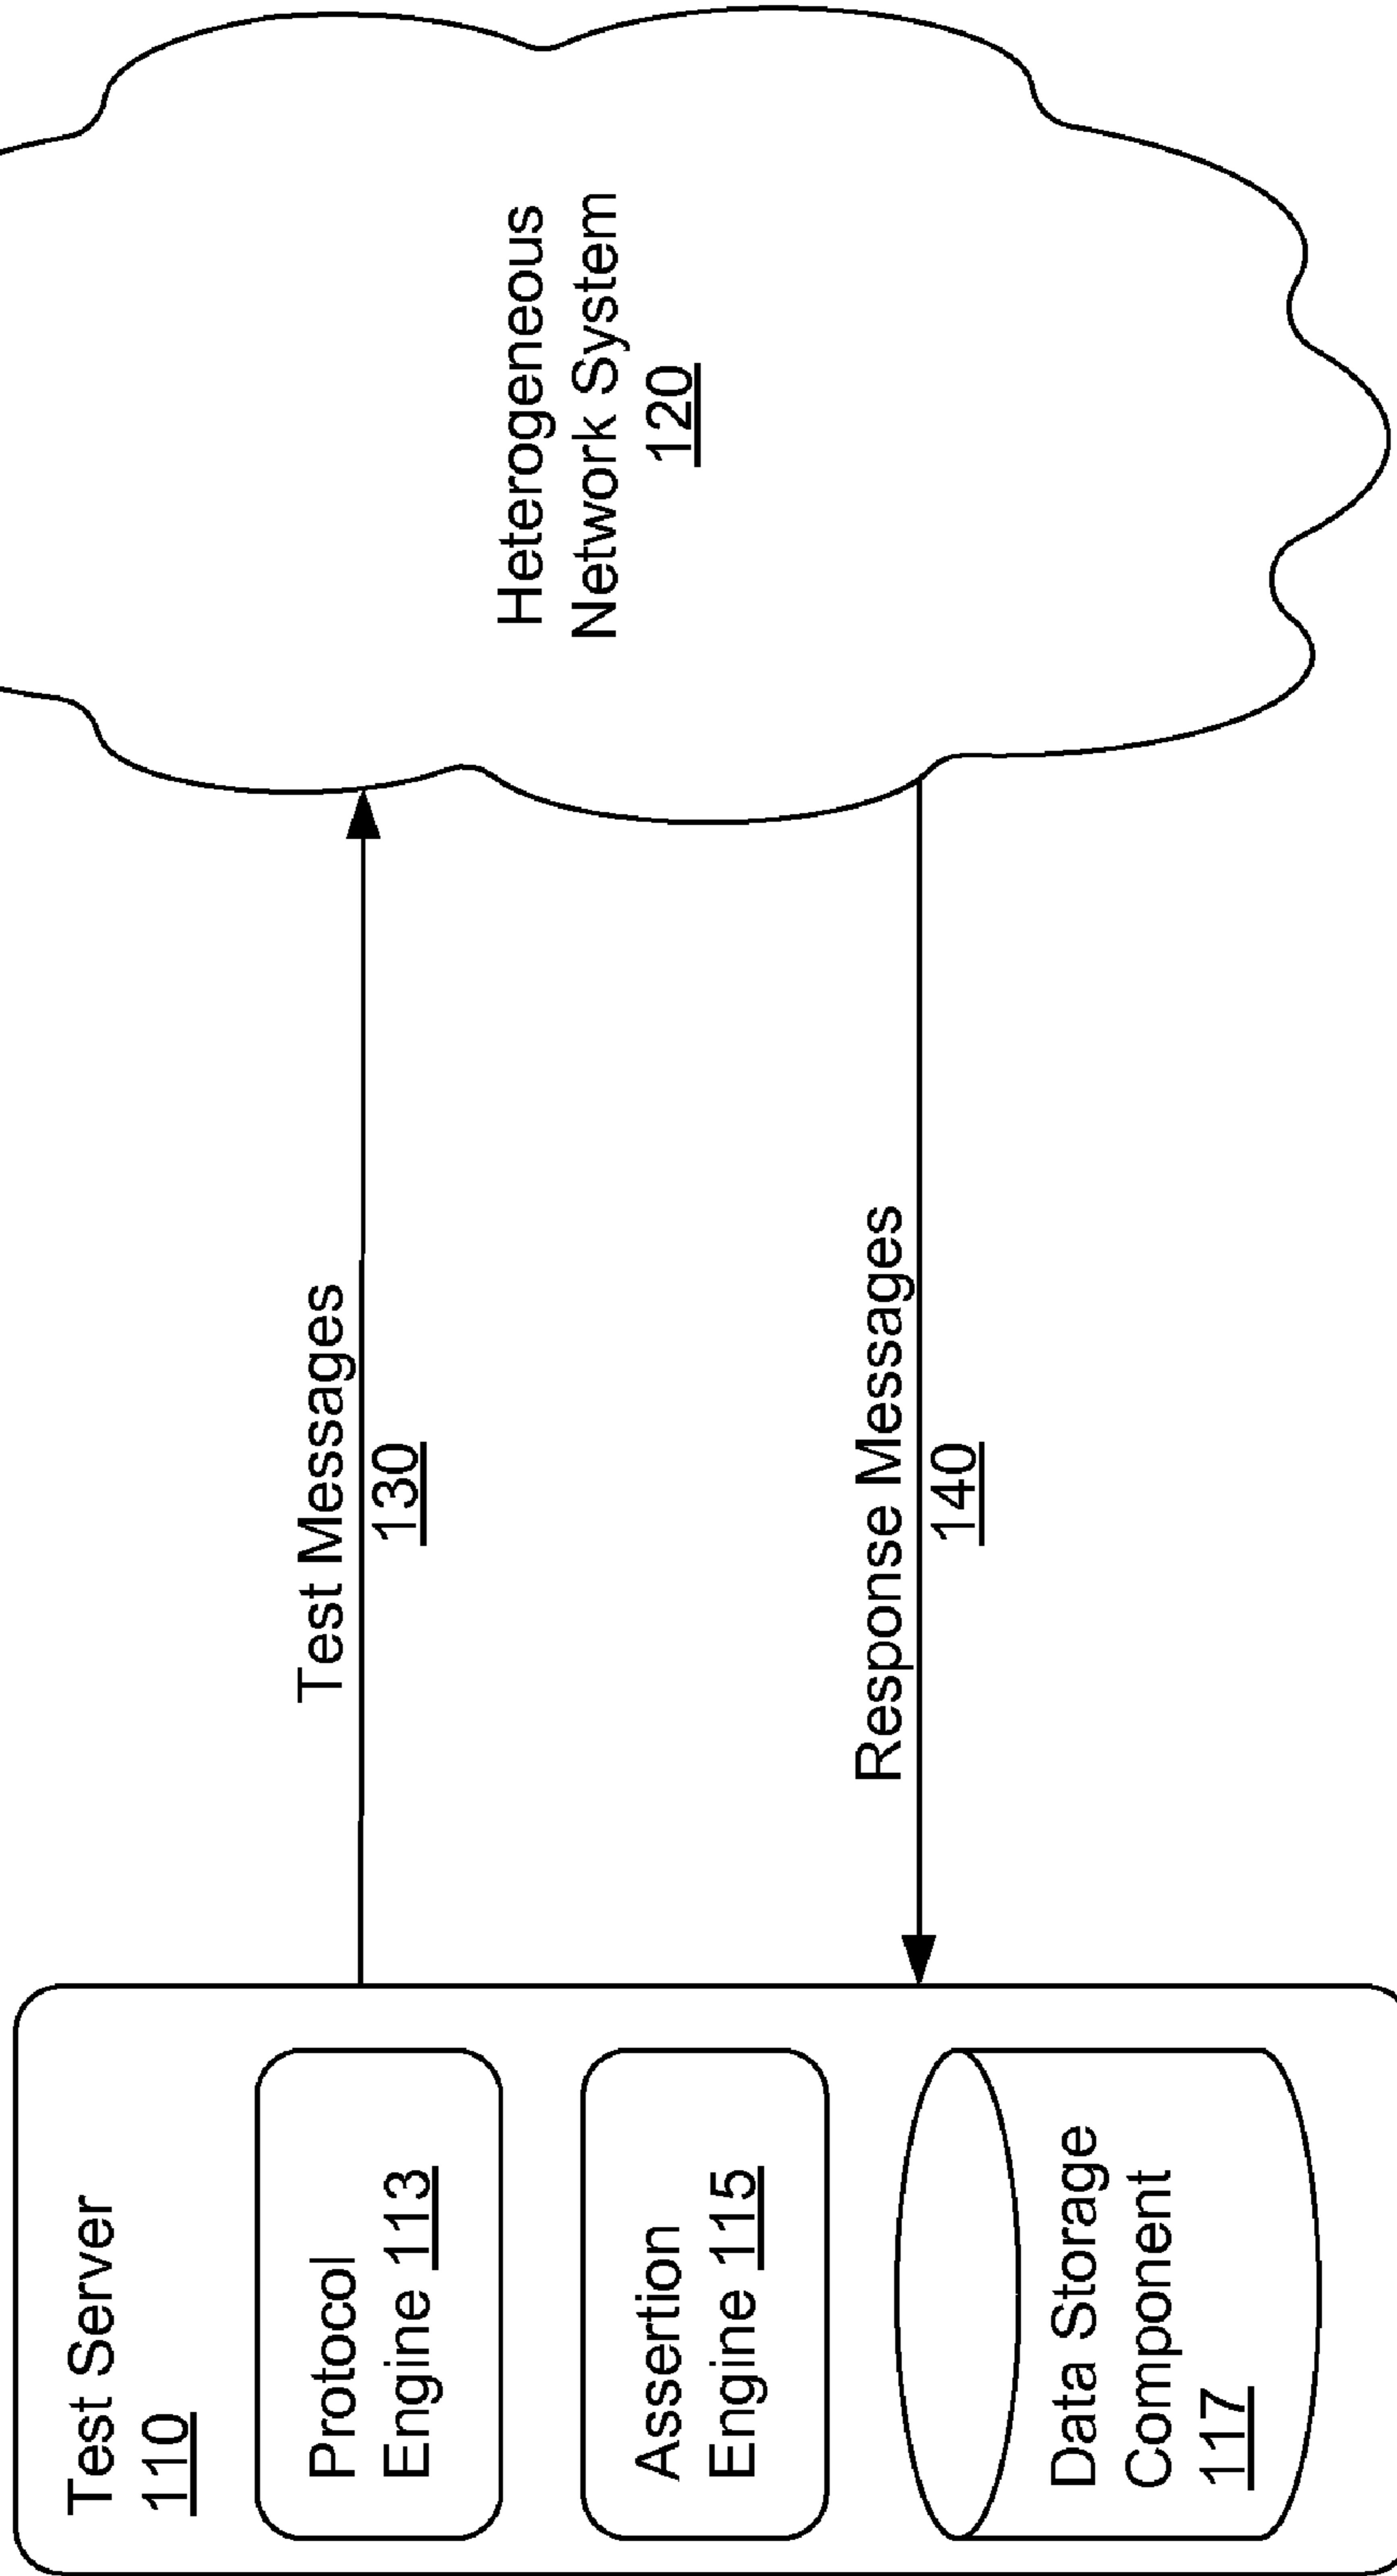 Test Server
110
Protocol
Engine 113
Assertion
Engine 115
Data Storage
Component
117
Test Messages
130
Response Messages
140
Heterogeneous
Network System
120